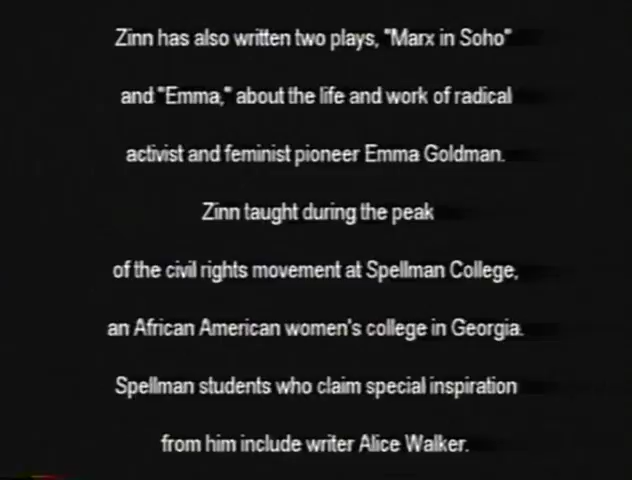 Zinn has also written two plays, "Marx in Soho"
and "Emma," about the life and work of radical
activist and feminist pioneer Emma Goldman.
Zinn taught during the peak
of the civil rights movement at Spellman College,
an African American women's college in Georgia.
Spellman students who claim special inspiration
from him include writer Alice Walker.